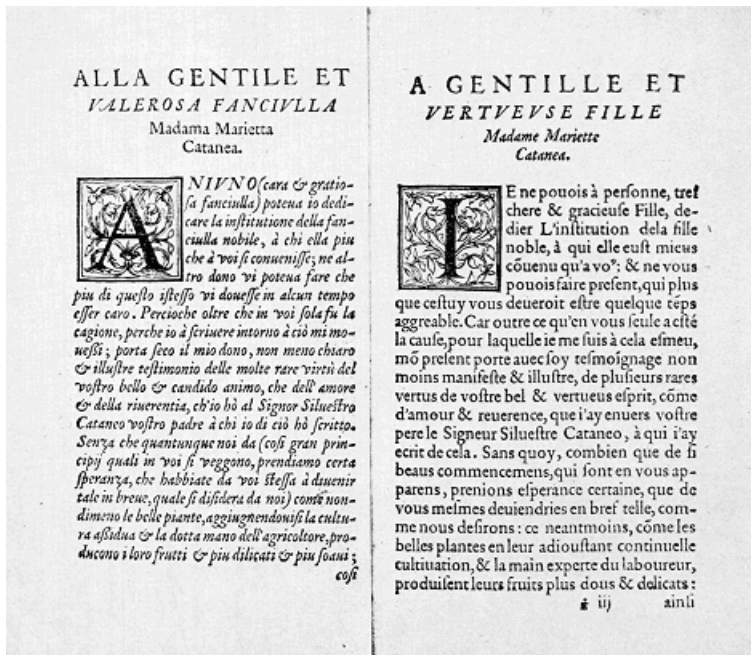 ALLA GENTILE ET
VALEROSA FANCIVLLA
Madama Marietta
Catanea.
ANIVNO (cara & gratio-
ſa fanciulla) poteua io dedi-
care la inſtitutione della fan-
ciulla nobile, à chi ella piu
che à voi ſi conueniſſe; ne al-
tro dono vi poteua fare che
piu di queſto iſteſſo vi doueſſe in alcun tempo
eſſer caro. Percioche oltre che in voi ſola fu la
cagione, perche io à ſcriuere intorno à ciò mi mo-
ueßi; porta ſeco il mio dono, non meno chiaro
& illuſtre teſtimonio delle molte rare virtù del
voſtro bello & candido animo, che dell'amore
& della riuerentia, ch'io hò al Signor Silueſtro
Cataneo voſtro padre à chi io di ciò hò ſcritto.
Senza che quantunque noi da (coſi gran prin-
cipij quali in voi ſi veggono, prendiamo certa
ſperanza, che habbiate da voi ſteſſa à diuenir
tale in breue, quale ſi diſidera da noi) come non-
dimeno le belle piante, aggiugnendouiſi la cultu-
ra aßidua & la dotta mano dell'agricoltore, pro-
ducono i loro frutti & piu dilicati & piu ſoaui;
coſi
A GENTILLE ET
VERTVEVSE FILLE
Madame Mariette
Catanea.
IE ne pouois à perſonne, treſ
chere & gracieuſe Fille, de-
dier L'inſtitution dela fille
noble, à qui elle euſt mieus
cõuenu qu'a voꝰ: & ne vous
pouois faire preſent, qui plus
que ceſtuy vous deueroit eſtre quelque tẽps
aggreable. Car outre ce qu'en vous ſeule a eſté
la cauſe, pour laquelle ie me ſuis à cela eſmeu,
mõ preſent porte auec ſoy teſmoignage non
moins manifeſte & illuſtre, de pluſieurs rares
vertus de voſtre bel & vertueus eſprit, cõme
d'amour & reuerence, que i'ay enuers voſtre
pere le Signeur Silueſtre Cataneo, à qui i'ay
ecrit de cela. Sans quoy, combien que de ſi
beaus commencemens, qui ſont en vous ap-
parens, prenions eſperance certaine, que de
vous meſmes deuiendries en bref telle, com-
me nous deſirons: ce neantmoins, cõme les
belles plantes en leur adiouſtant continuelle
cultiuation, & la main experte du laboureur,
produiſent leurs fruits plus dous & delicats:
iij ainſi